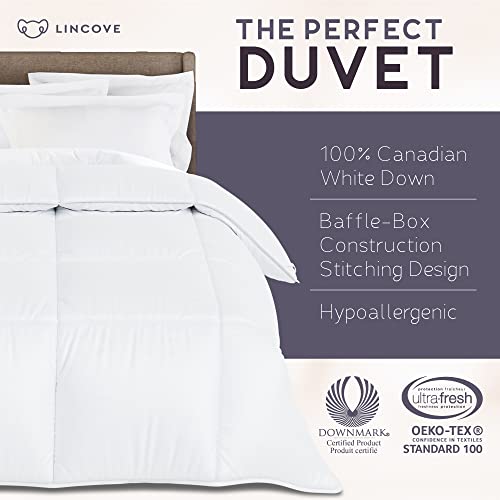 LINCOVE
THE PERFECT
DUVET
100% Canadian
White Down
Baffle-Box
Construction
Stitching Design
Hypoallergenic
DOWNMARK®
Certified Product
Produit certifié
protection fraîcheur
ultra-fresh
freshness protection
OEKO-TEX®
CONFIDENCE IN TEXTILES
STANDARD 100